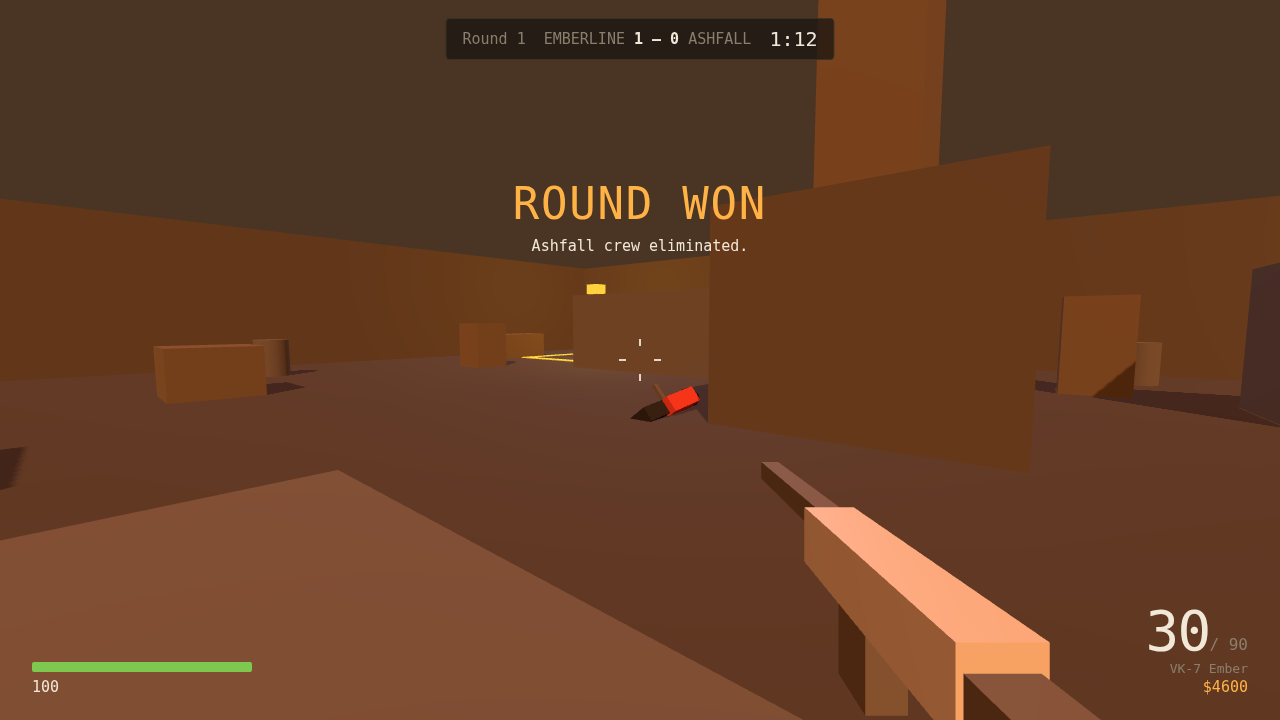 Round 1 EMBERLINE 1 – 0 ASHFALL 1:12
ROUND WON
Ashfall crew eliminated.
30 / 90
VK-7 Ember
$4600
100